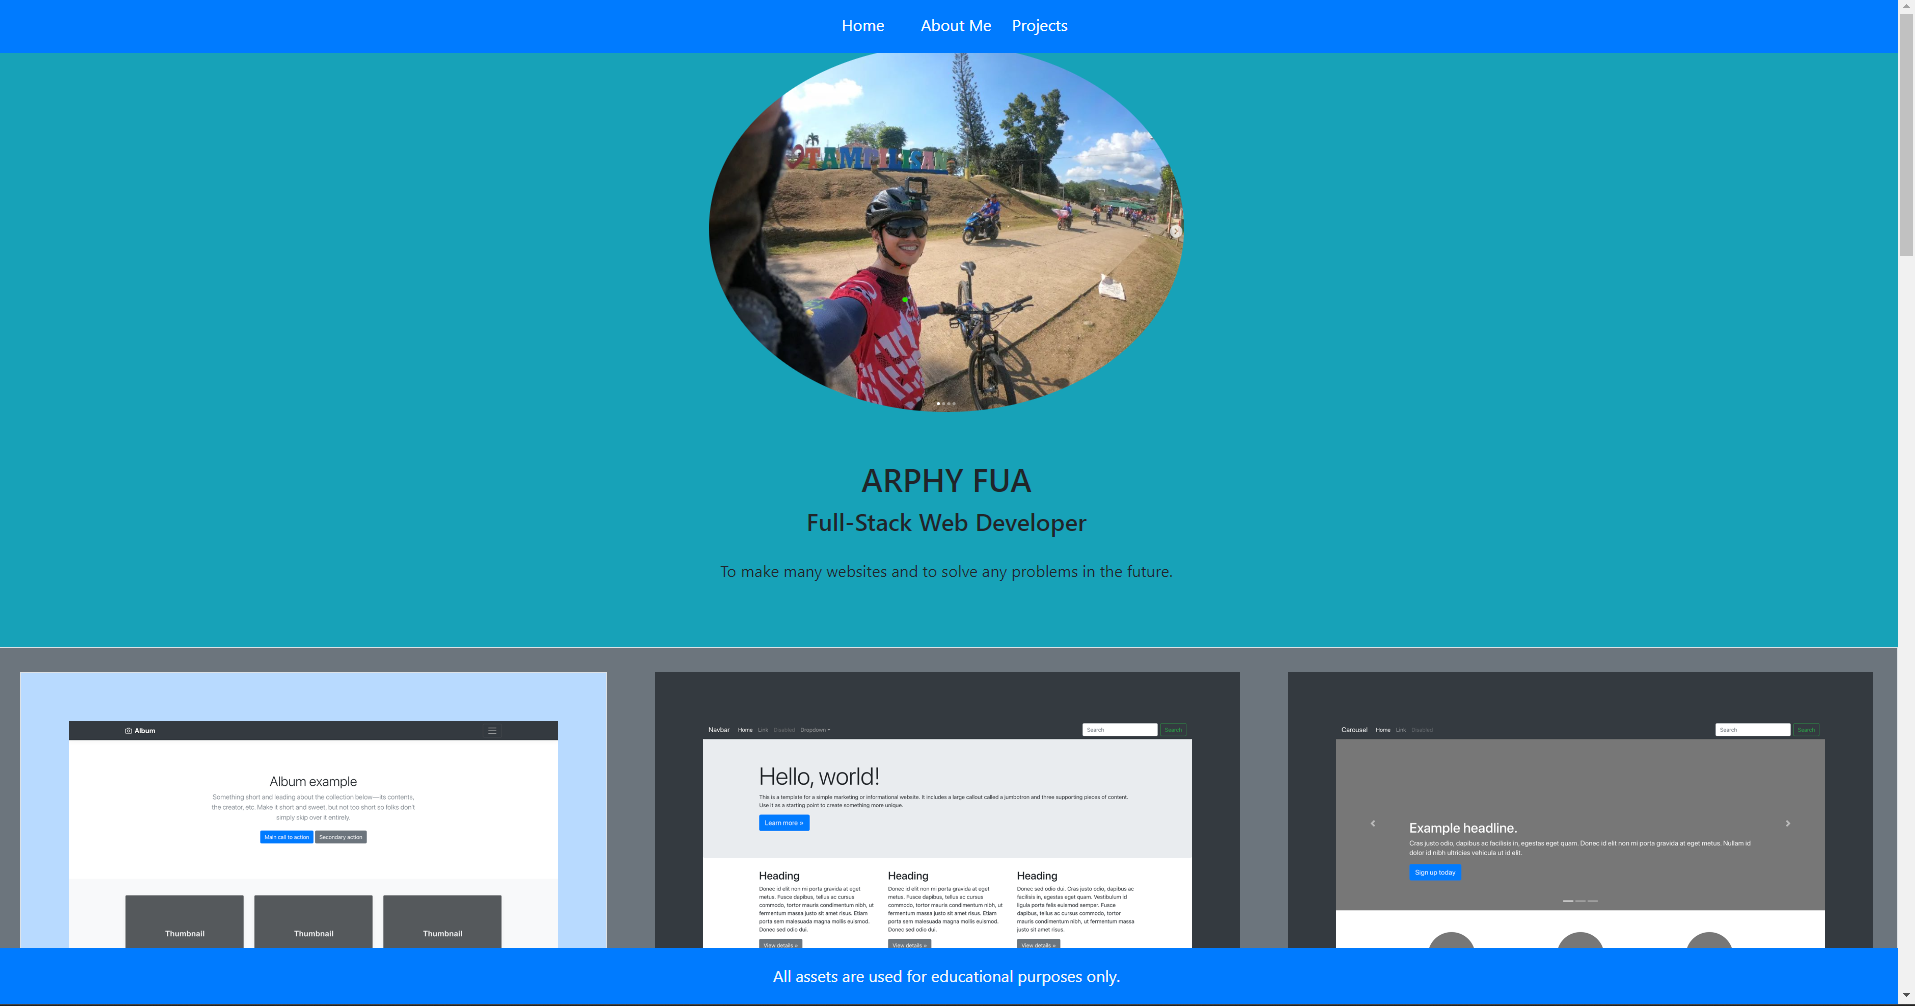 Home About Me Projects
TAMPILISAN
ARPHY FUA
Full-Stack Web Developer
To make many websites and to solve any problems in the future.
Album
Album example
Something short and leading about the collection below—its contents,
the creator, etc. Make it short and sweet, but not too short so folks don't
simply skip over it entirely.
Main call to action Secondary action
Thumbnail Thumbnail Thumbnail
Navbar Home Link Disabled Dropdown Search Search
Hello, world!
This is a template for a simple marketing or informational website. It includes a large callout called a jumbotron and three supporting pieces of content.
Use it as a starting point to create something more unique.
Learn more »
Heading
Donec id elit non mi porta gravida at eget
metus. Fusce dapibus, tellus ac cursus
commodo, tortor mauris condimentum nibh, ut
fermentum massa justo sit amet risus. Etiam
porta sem malesuada magna mollis euismod.
Donec sed odio dui.
View details »
Heading
Donec id elit non mi porta gravida at eget
metus. Fusce dapibus, tellus ac cursus
commodo, tortor mauris condimentum nibh, ut
fermentum massa justo sit amet risus. Etiam
porta sem malesuada magna mollis euismod.
Donec sed odio dui.
View details »
Heading
Donec sed odio dui. Cras justo odio, dapibus ac
facilisis in, egestas eget quam. Vestibulum id
ligula porta felis euismod semper. Fusce
dapibus, tellus ac cursus commodo, tortor
mauris condimentum nibh, ut fermentum massa
justo sit amet risus.
View details »
Carousel Home Link Disabled Search Search
Example headline.
Cras justo odio, dapibus ac facilisis in, egestas eget quam. Donec id elit non mi porta gravida at eget metus. Nullam id
dolor id nibh ultricies vehicula ut id elit.
Sign up today
All assets are used for educational purposes only.